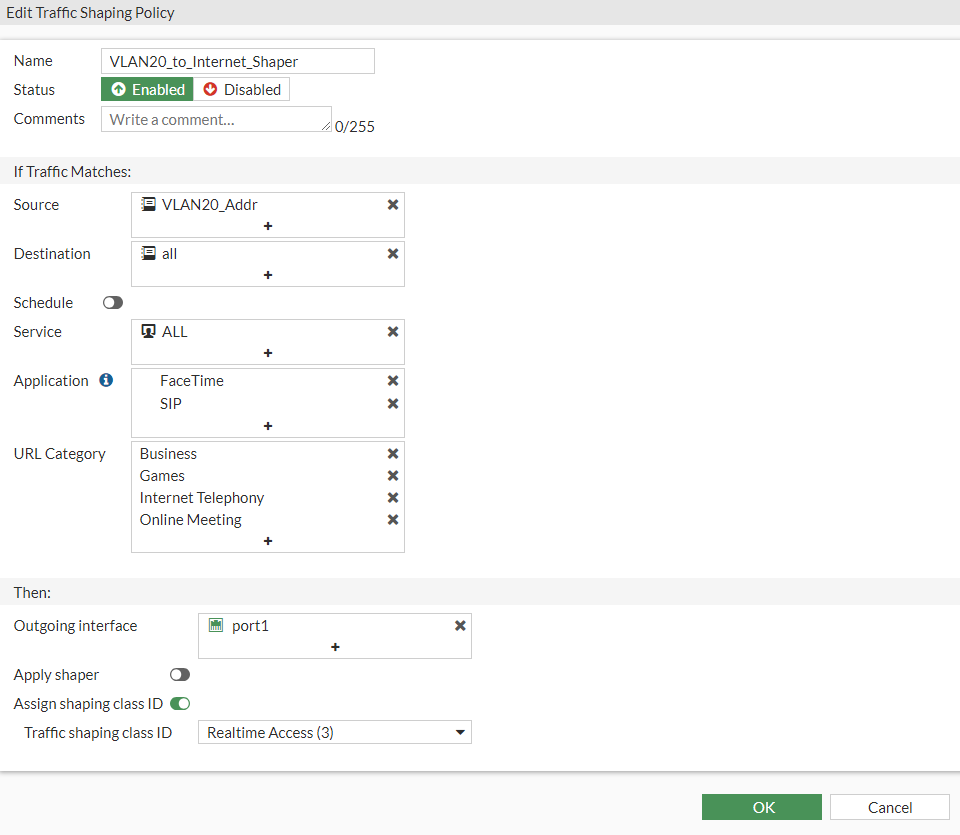 Edit Traffic Shaping Policy
Name VLAN20_to_Internet_Shaper
Status Enabled Disabled
Comments Write a comment... 0/255
If Traffic Matches:
Source VLAN20_Addr
+
Destination all
+
Schedule
Service ALL
+
Application FaceTime
SIP
+
URL Category Business
Games
Internet Telephony
Online Meeting
+
Then:
Outgoing interface port1
+
Apply shaper
Assign shaping class ID
Traffic shaping class ID Realtime Access (3)
OK Cancel